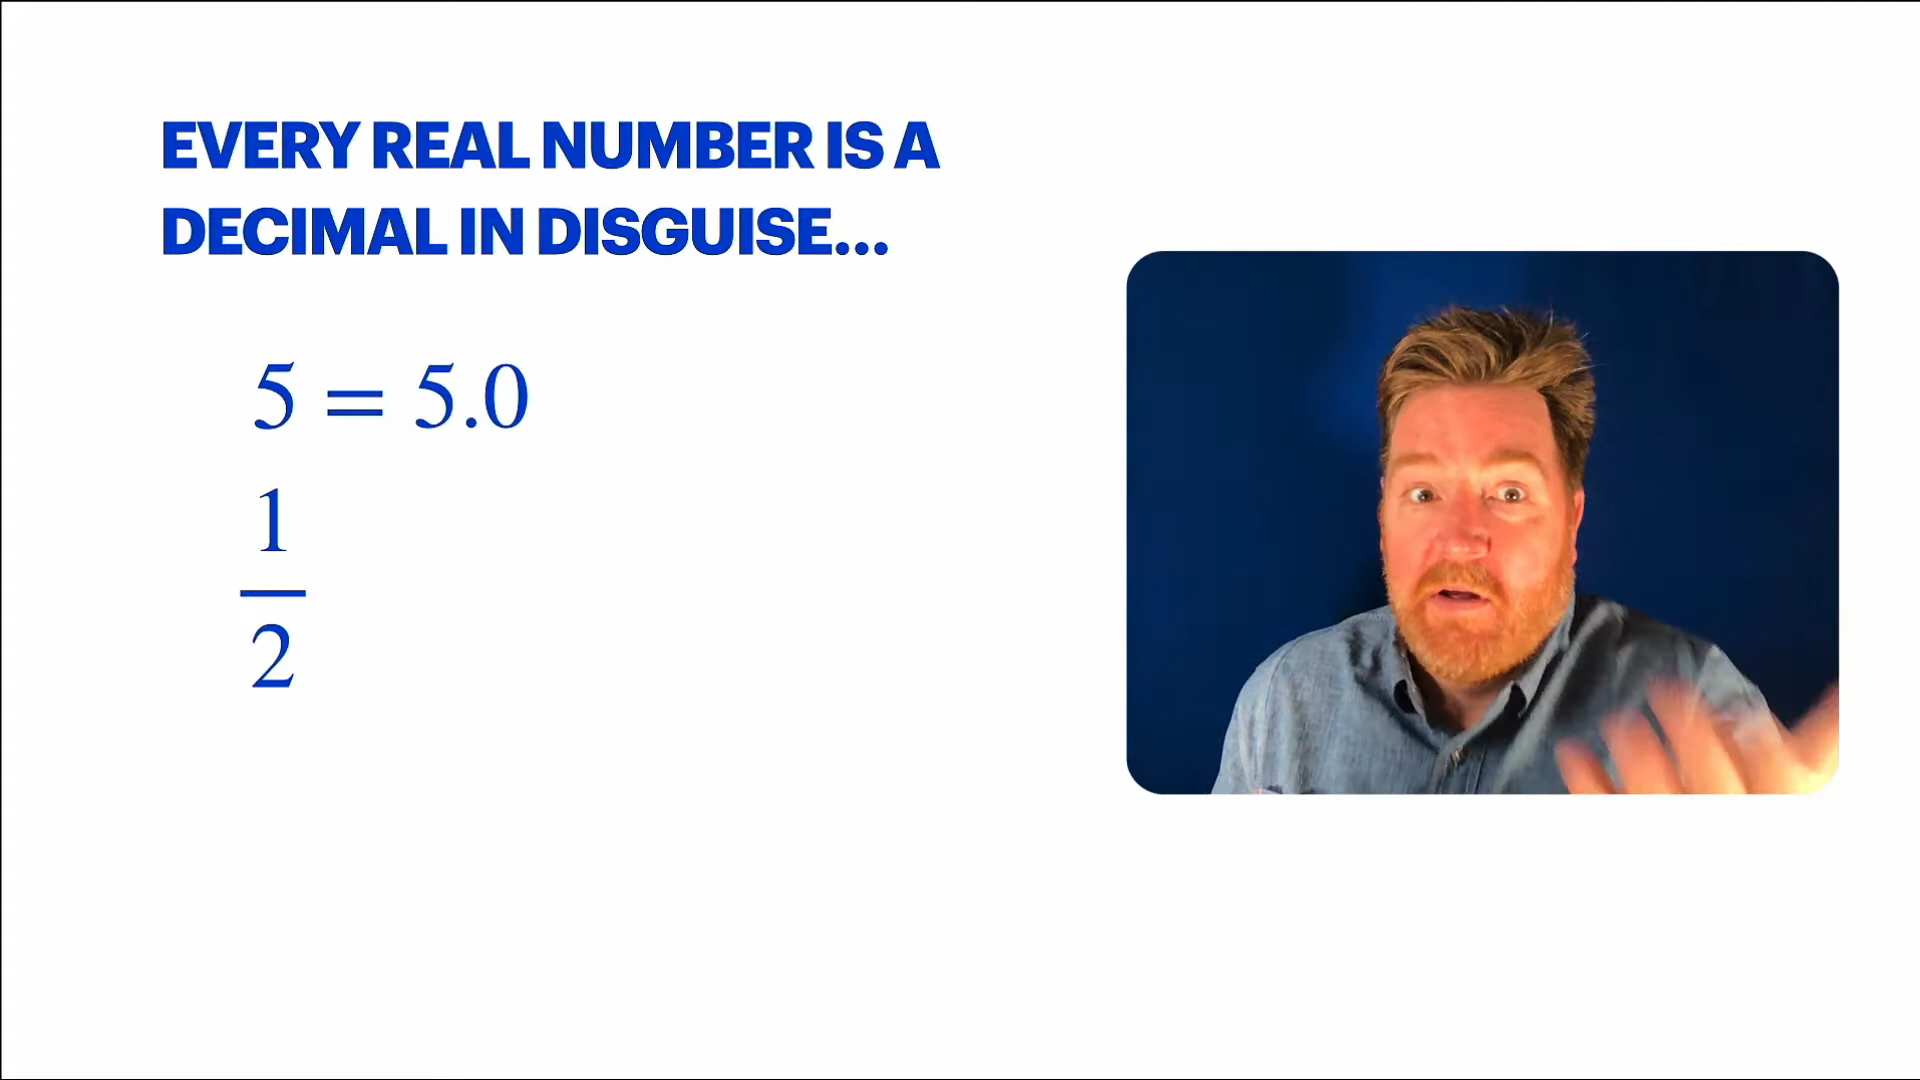 EVERY REAL NUMBER IS A
DECIMAL IN DISGUISE...
5 = 5.0
1
2